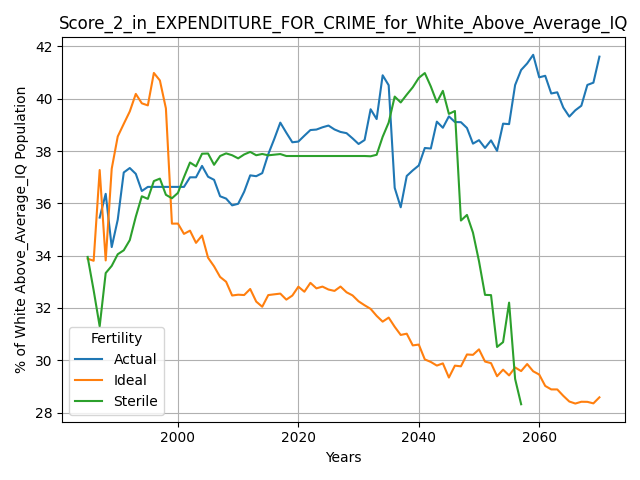 Score_2_in_EXPENDITURE_FOR_CRIME_for_White_Above_Average_IQ
% of White Above_Average_IQ Population
42
40
38
36
34
32
30
28
Fertility
Actual
Ideal
Sterile
2000
2020
2040
2060
Years